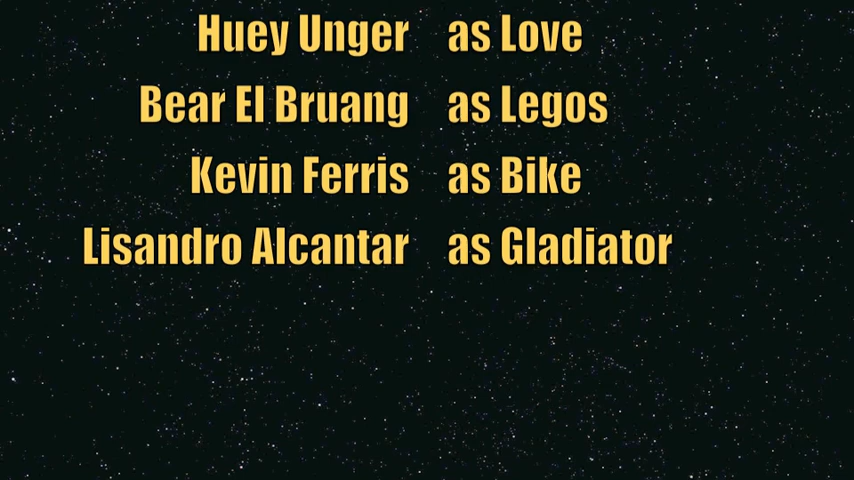 Huey Unger as Love
Bear El Bruang as Legos
Kevin Ferris as Bike
Lisandro Alcantar as Gladiator